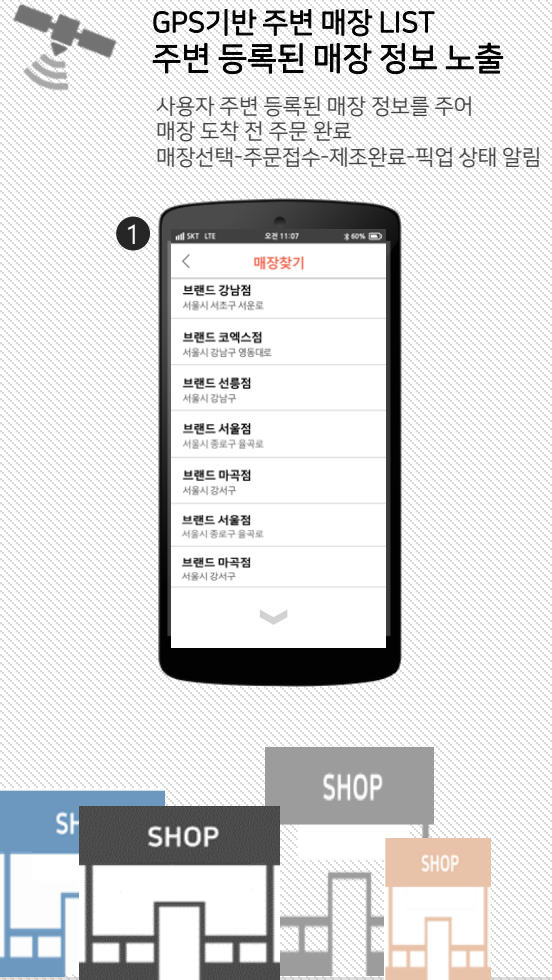 GPS기반 주변 매장 LIST
주변 등록된 매장 정보 노출
사용자 주변 등록된 매장 정보를 주어
매장 도착 전 주문 완료
매장선택-주문접수-제조완료-픽업 상태 알림
1
SKT LTE 오전 11:07 60%
매장찾기
브랜드 강남점
서울시 서초구 서운로
브랜드 코엑스점
서울시 강남구 영동대로
브랜드 선릉점
서울시 강남구
브랜드 서울점
서울시 종로구 율곡로
브랜드 마곡점
서울시 강서구
브랜드 서울점
서울시 종로구 율곡로
브랜드 마곡점
서울시 강서구
SHOP
SH
SHOP
SHOP